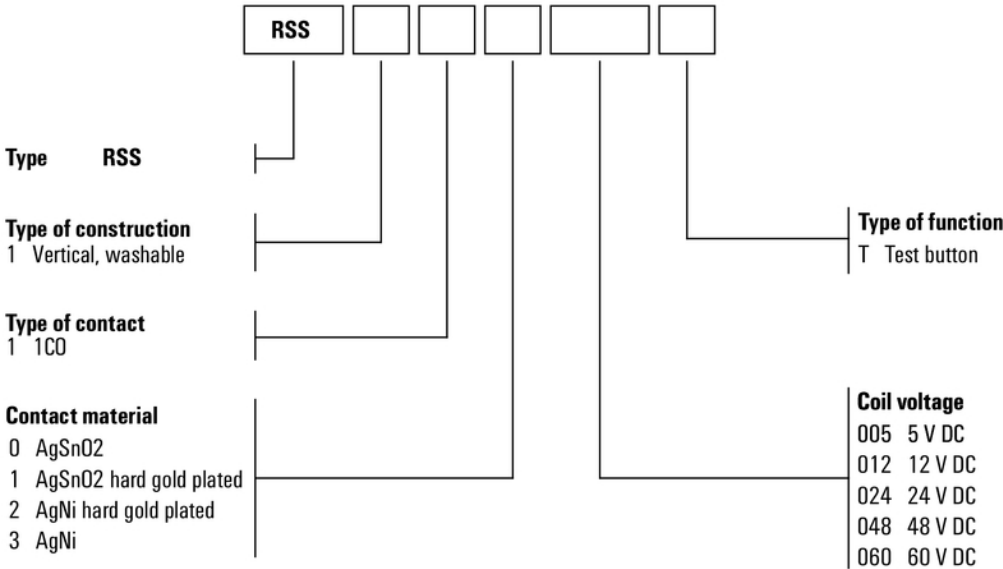 RSS
Type RSS
Type of construction
1 Vertical, washable
Type of contact
1 1CO
Contact material
0 AgSnO2
1 AgSnO2 hard gold plated
2 AgNi hard gold plated
3 AgNi
Type of function
T Test button
Coil voltage
005 5 V DC
012 12 V DC
024 24 V DC
048 48 V DC
060 60 V DC